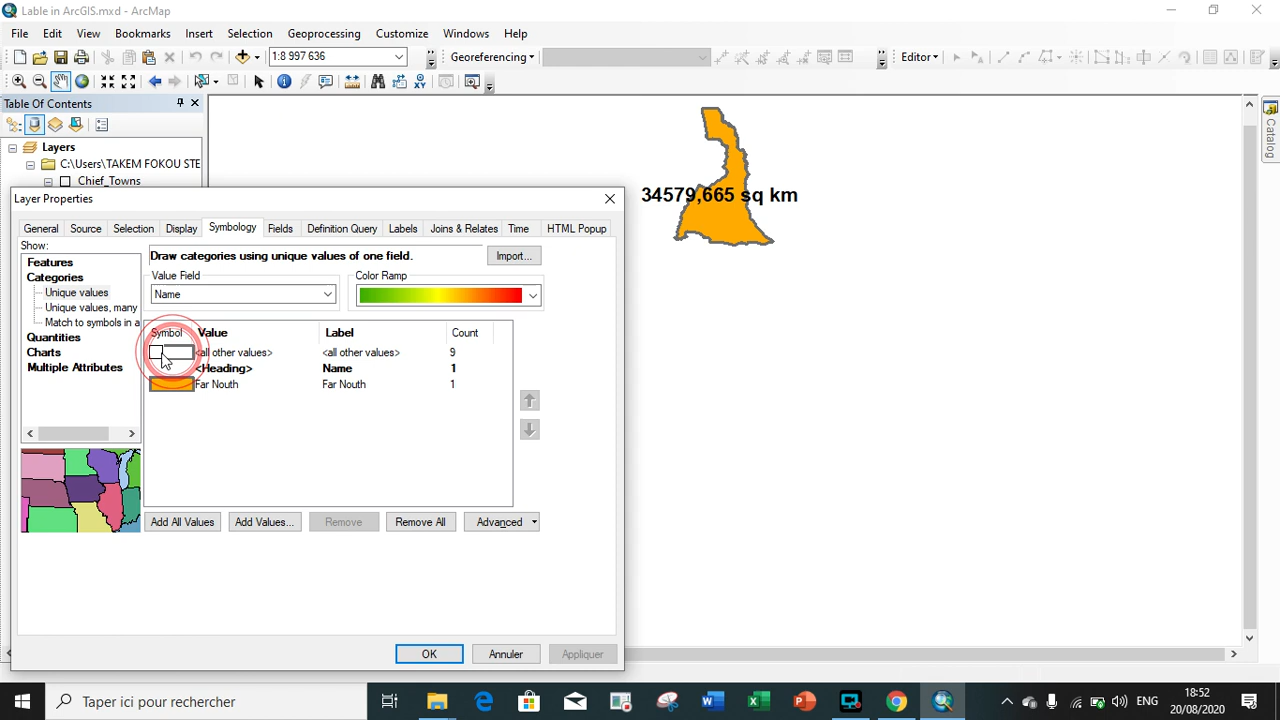 Lable in ArcGIS.mxd - ArcMap
File Edit View Bookmarks Insert Selection Geoprocessing Customize Windows Help
1:8 997 636 Georeferencing Editor
Table Of Contents
Layers
C:\Users\TAKEM FOKOU STE
Chief_Towns
Catalog
34579,665 sq km
Layer Properties
General Source Selection Display Symbology Fields Definition Query Labels Joins & Relates Time HTML Popup
Show:
Features
Categories
Unique values
Unique values, many
Match to symbols in a
Quantities
Charts
Multiple Attributes
Draw categories using unique values of one field. Import...
Value Field Color Ramp
Name
Symbol Value Label Count
<all other values> <all other values> 9
<Heading> Name 1
Far Nouth Far Nouth 1
Add All Values Add Values... Remove Remove All Advanced
OK Annuler Appliquer
Taper ici pour rechercher
ENG 18:52
20/08/2020